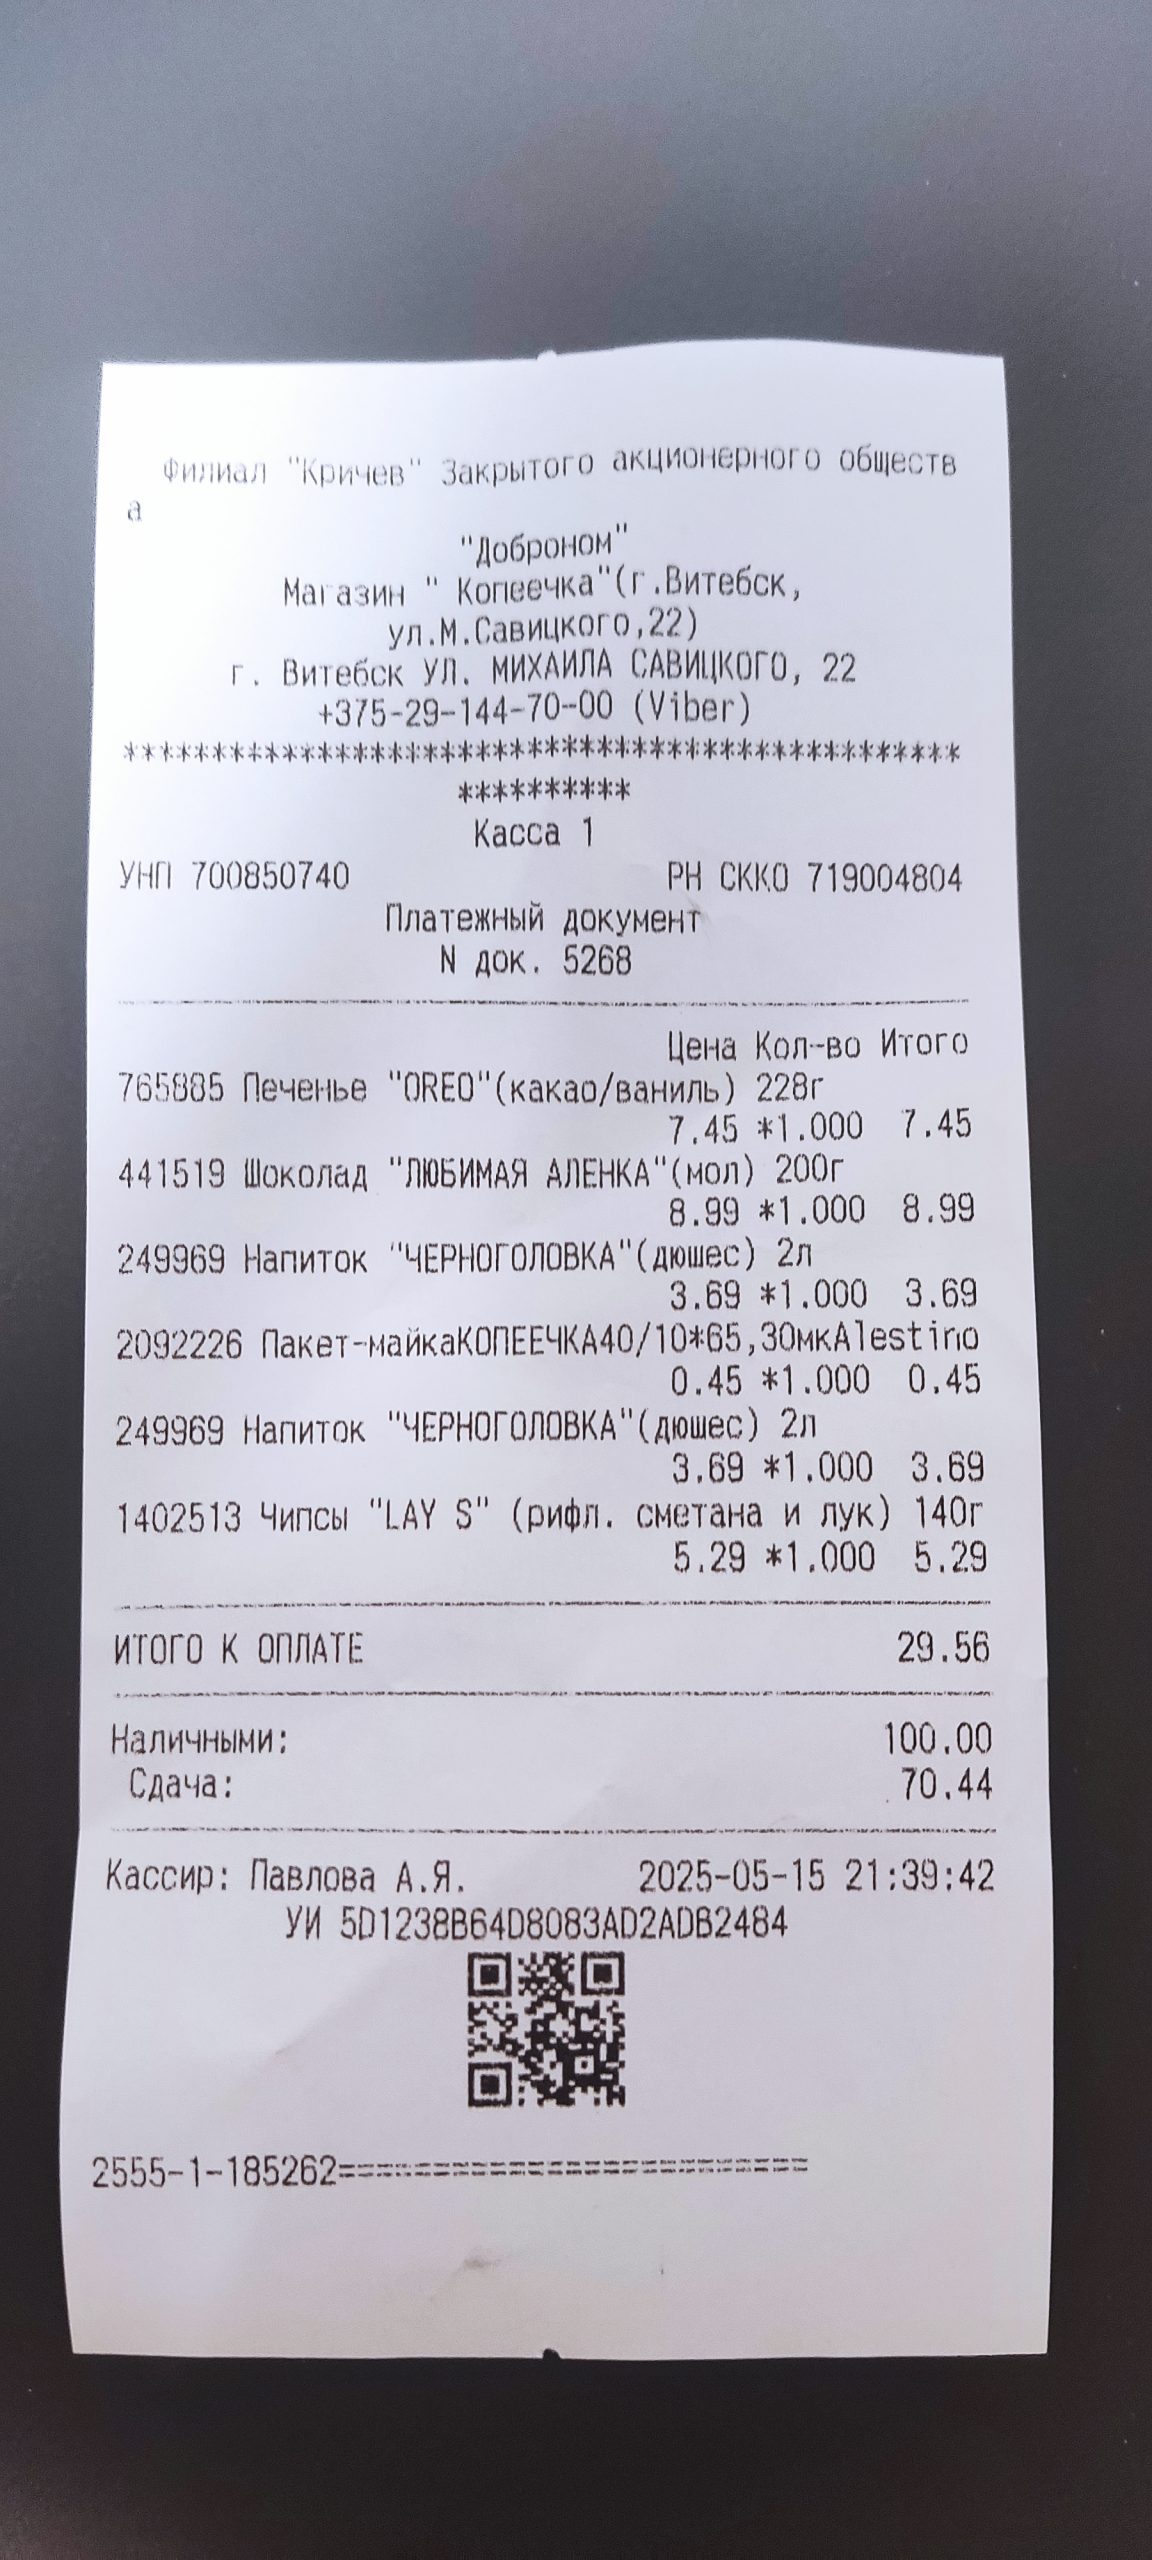 Филиал "Кричев" Закрытого акционерного обществ
а
"Доброном"
Магазин " Копеечка"(г.Витебск,
ул.М.Савицкого,22)
г. Витебск УЛ. МИХАИЛА САВИЦКОГО, 22
+375-29-144-70-00 (Viber)
***********************************************
**********
Касса 1
УНП 700850740 РН СККО 719004804
Платежный документ
N док. 5268
Цена Кол-во Итого
765885 Печенье "OREO"(какао/ваниль) 228г
7.45 *1.000 7.45
441519 Шоколад "ЛЮБИМАЯ АЛЕНКА"(мол) 200г
8.99 *1.000 8.99
249969 Напиток "ЧЕРНОГОЛОВКА"(дюшес) 2л
3.69 *1.000 3.69
2092226 Пакет-майкаКОПЕЕЧКА40/10*65,30мкAlestino
0.45 *1.000 0.45
249969 Напиток "ЧЕРНОГОЛОВКА"(дюшес) 2л
3.69 *1.000 3.69
1402513 Чипсы "LAY S" (рифл. сметана и лук) 140г
5.29 *1.000 5.29
ИТОГО К ОПЛАТЕ 29.56
Наличными: 100.00
Сдача: 70.44
Кассир: Павлова А.Я. 2025-05-15 21:39:42
УИ 5D1238B64D8083AD2ADB2484
2555-1-185262==========================